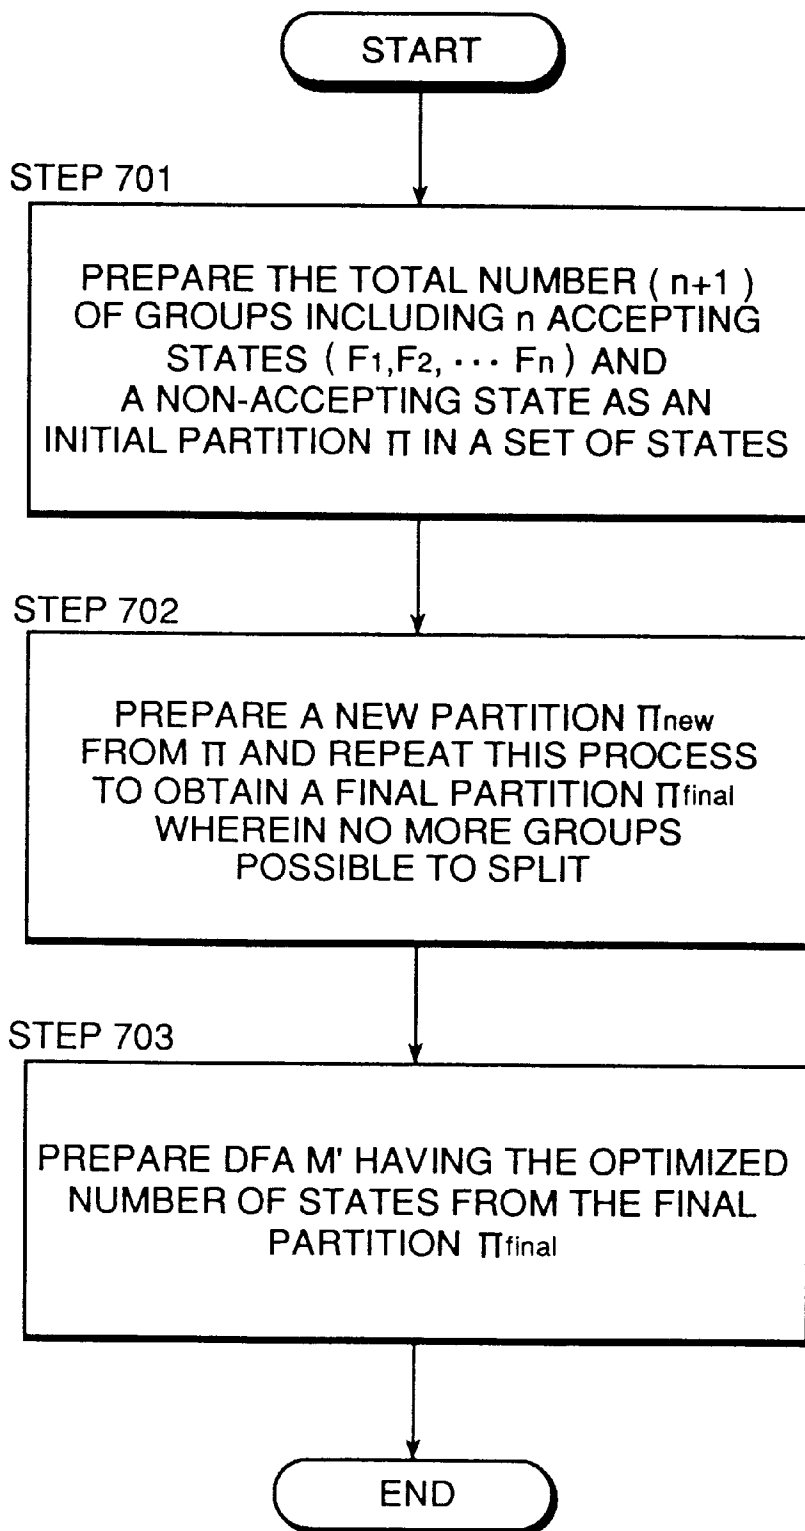 START
STEP 701
PREPARE THE TOTAL NUMBER ( n+1 )
OF GROUPS INCLUDING n ACCEPTING
STATES ( F1,F2, ··· Fn ) AND
A NON-ACCEPTING STATE AS AN
INITIAL PARTITION Π IN A SET OF STATES
STEP 702
PREPARE A NEW PARTITION Πnew
FROM Π AND REPEAT THIS PROCESS
TO OBTAIN A FINAL PARTITION Πfinal
WHEREIN NO MORE GROUPS
POSSIBLE TO SPLIT
STEP 703
PREPARE DFA M' HAVING THE OPTIMIZED
NUMBER OF STATES FROM THE FINAL
PARTITION Πfinal
END